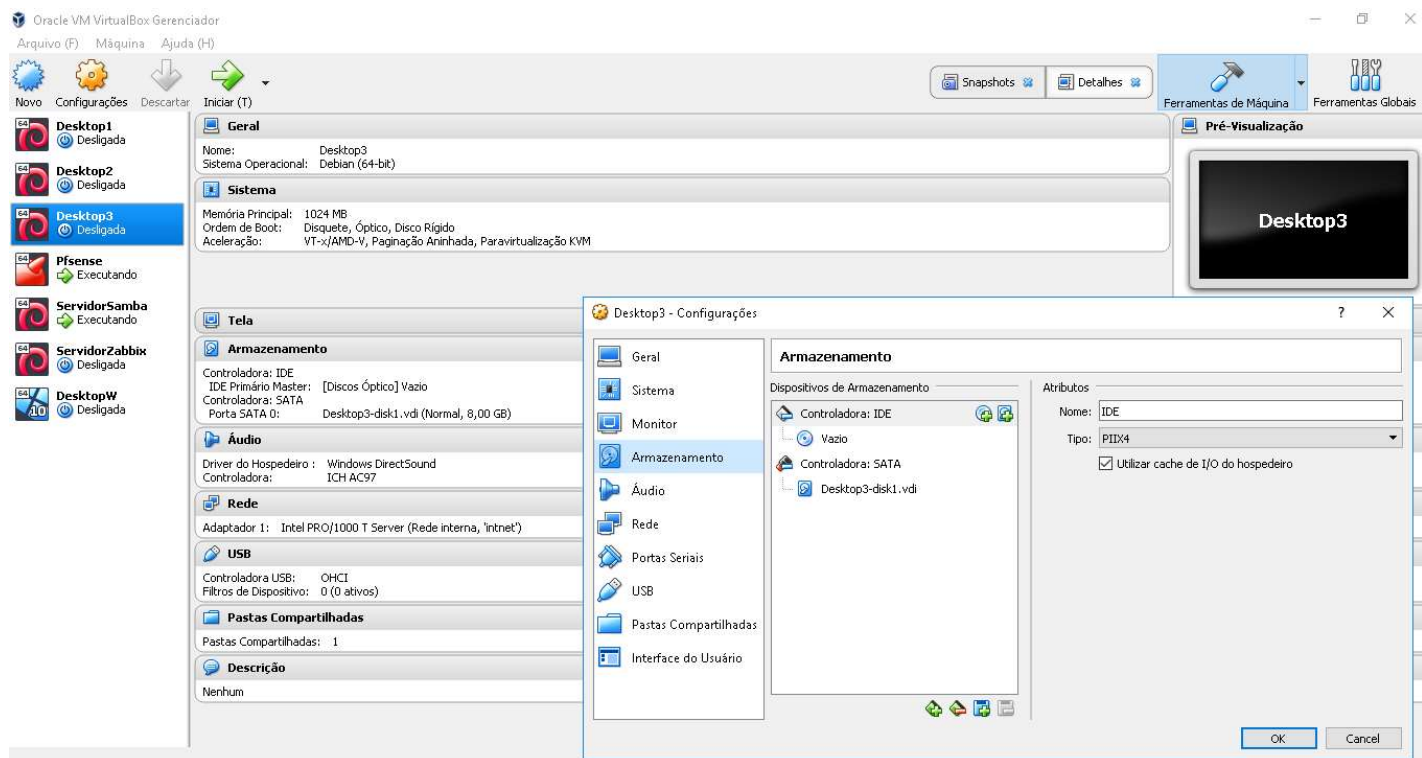 Oracle VM VirtualBox Gerenciador
Arquivo (F) Máquina Ajuda (H)
Novo Configurações Descartar Iniciar (T)
Snapshots Detalhes
Ferramentas de Máquina Ferramentas Globais
64 Desktop1
Desligada
64 Desktop2
Desligada
64 Desktop3
Desligada
64 Pfsense
Executando
64 ServidorSamba
Executando
64 ServidorZabbix
Desligada
64 10 DesktopW
Desligada
Geral
Nome: Desktop3
Sistema Operacional: Debian (64-bit)
Sistema
Memória Principal: 1024 MB
Ordem de Boot: Disquete, Óptico, Disco Rígido
Aceleração: VT-x/AMD-V, Paginação Aninhada, Paravirtualização KVM
Pré-Visualização
Desktop3
Tela
Armazenamento
Controladora: IDE
IDE Primário Master: [Discos Óptico] Vazio
Controladora: SATA
Porta SATA 0: Desktop3-disk1.vdi (Normal, 8,00 GB)
Áudio
Driver do Hospedeiro : Windows DirectSound
Controladora: ICH AC97
Rede
Adaptador 1: Intel PRO/1000 T Server (Rede interna, 'intnet')
USB
Controladora USB: OHCI
Filtros de Dispositivo: 0 (0 ativos)
Pastas Compartilhadas
Pastas Compartilhadas: 1
Descrição
Nenhum
Desktop3 - Configurações ?
Geral
Sistema
Monitor
Armazenamento
Áudio
Rede
Portas Seriais
USB
Pastas Compartilhadas
Interface do Usuário
Armazenamento
Dispositivos de Armazenamento
Controladora: IDE
Vazio
Controladora: SATA
Desktop3-disk1.vdi
Atributos
Nome: IDE
Tipo: PIIX4
Utilizar cache de I/O do hospedeiro
OK Cancel